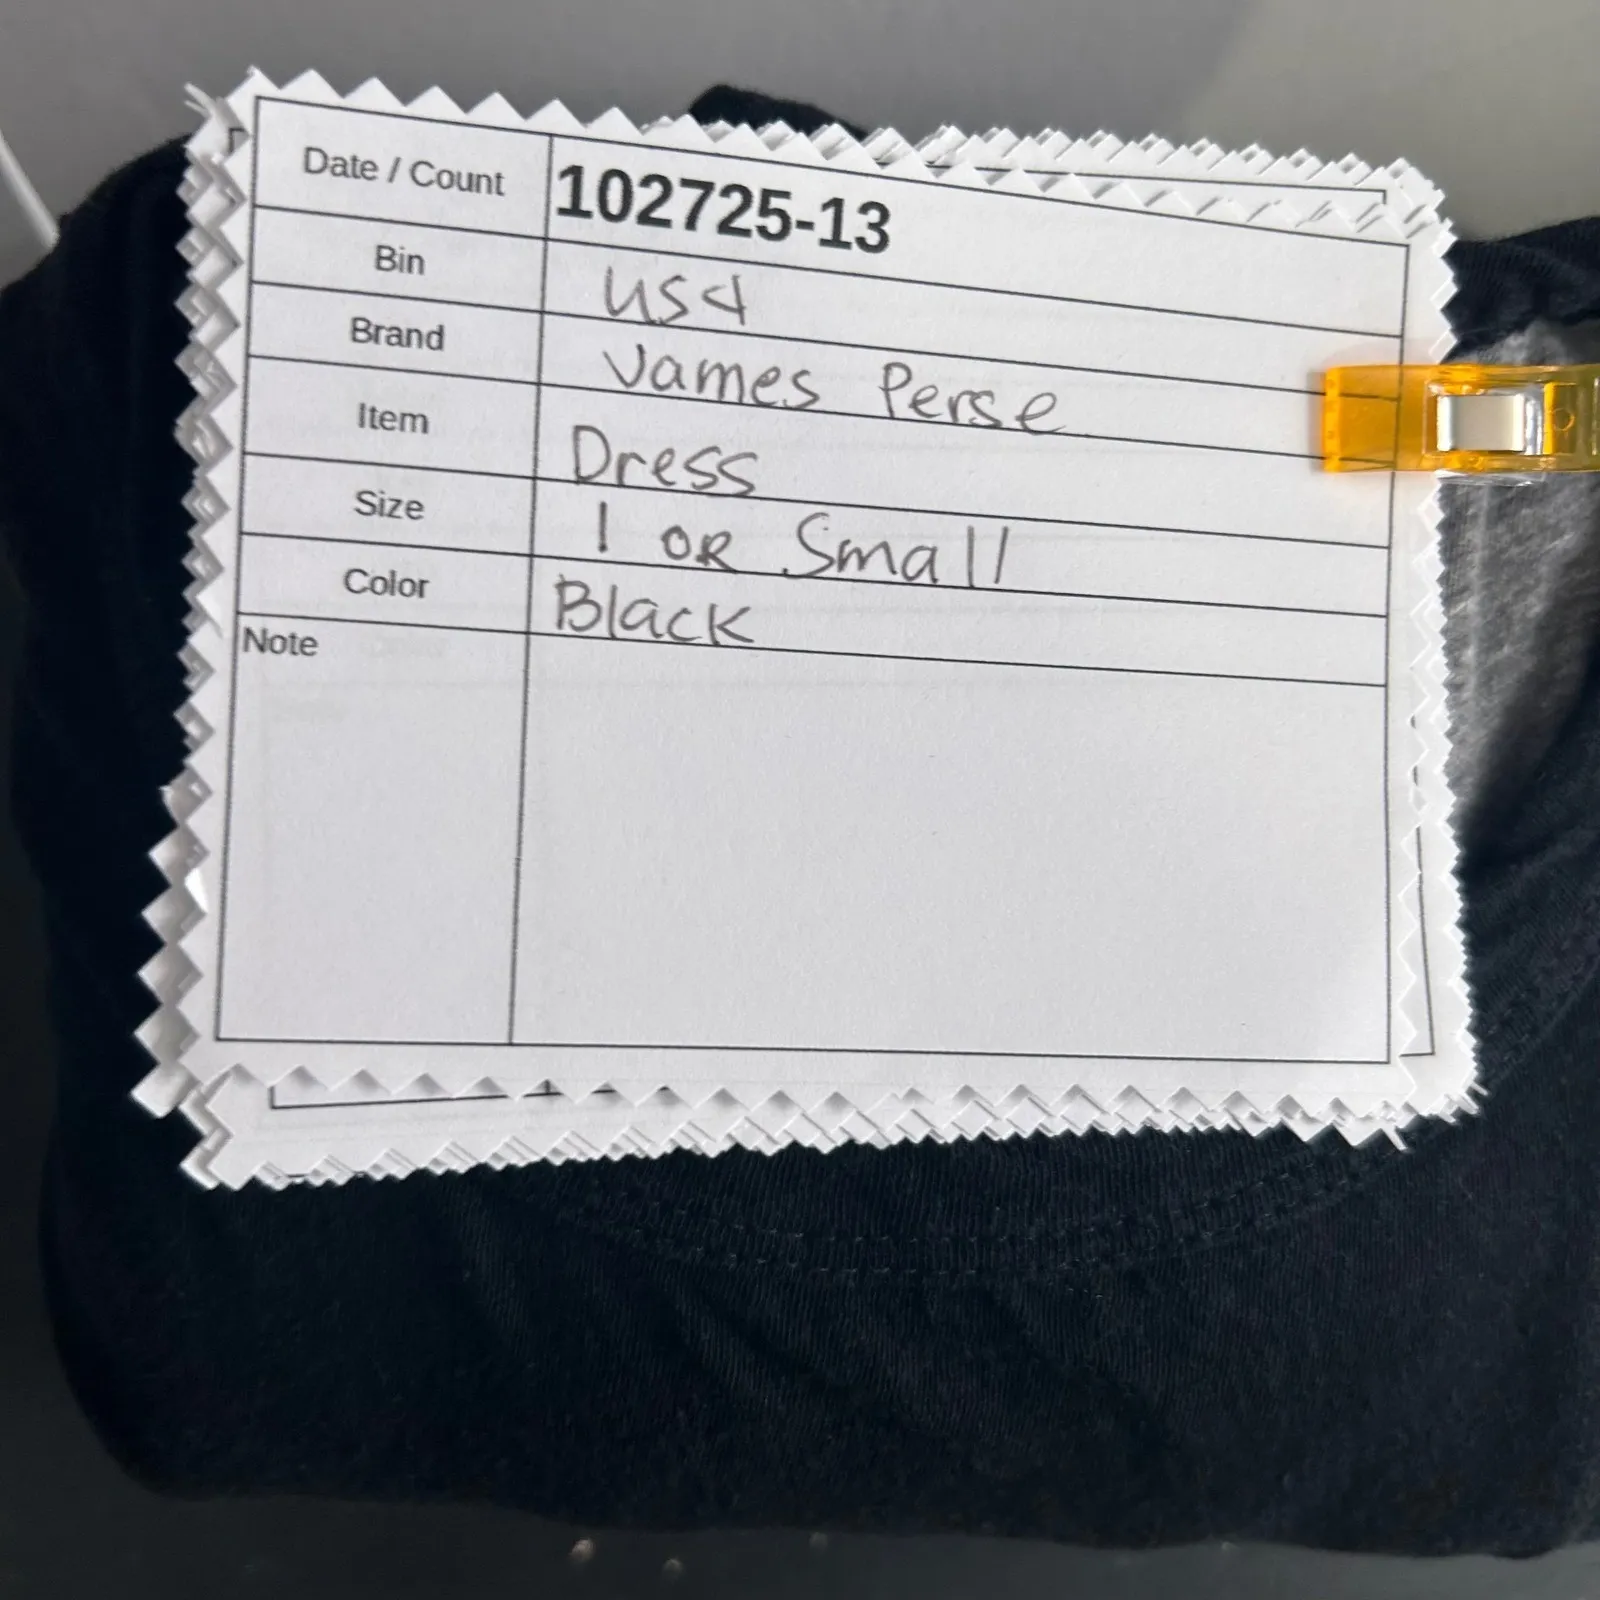 Date / Count 102725-13
Bin US4
Brand James Perse
Item Dress
Size 1 OR Small
Color Black
Note